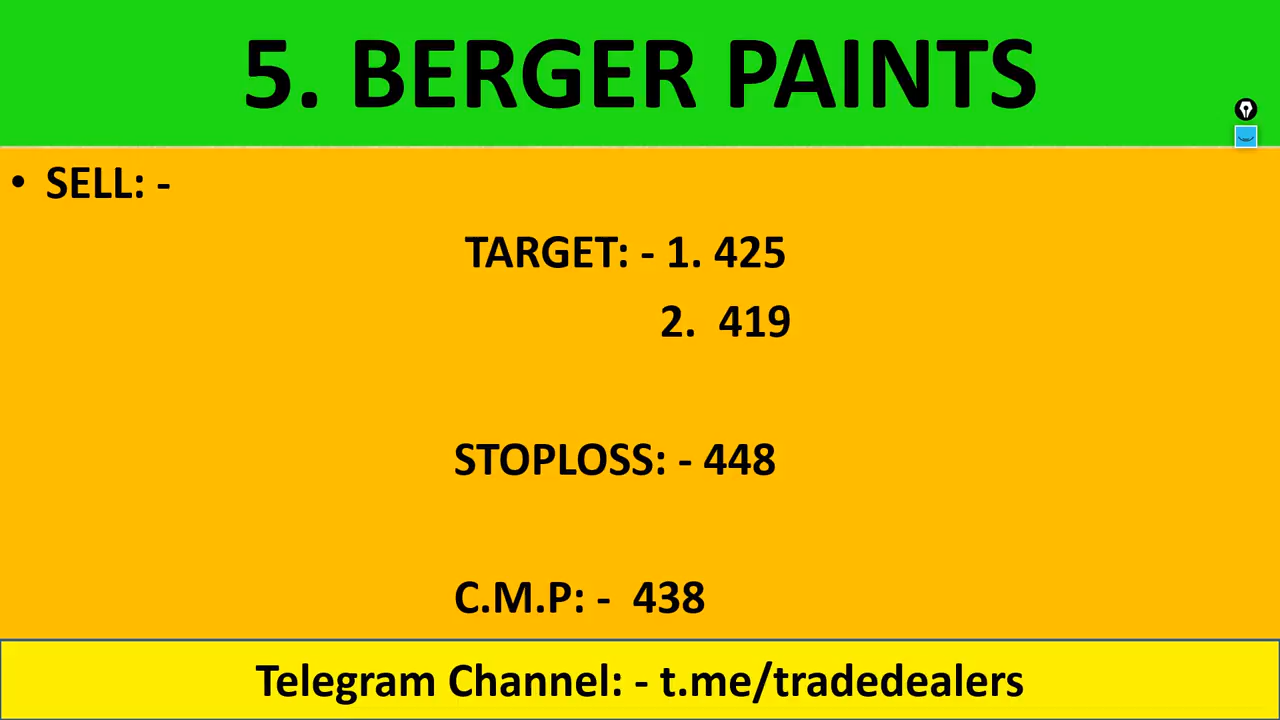 5. BERGER PAINTS
• SELL: -
TARGET: - 1. 425
2. 419
STOPLOSS: - 448
C.M.P: - 438
Telegram Channel: - t.me/tradedealers